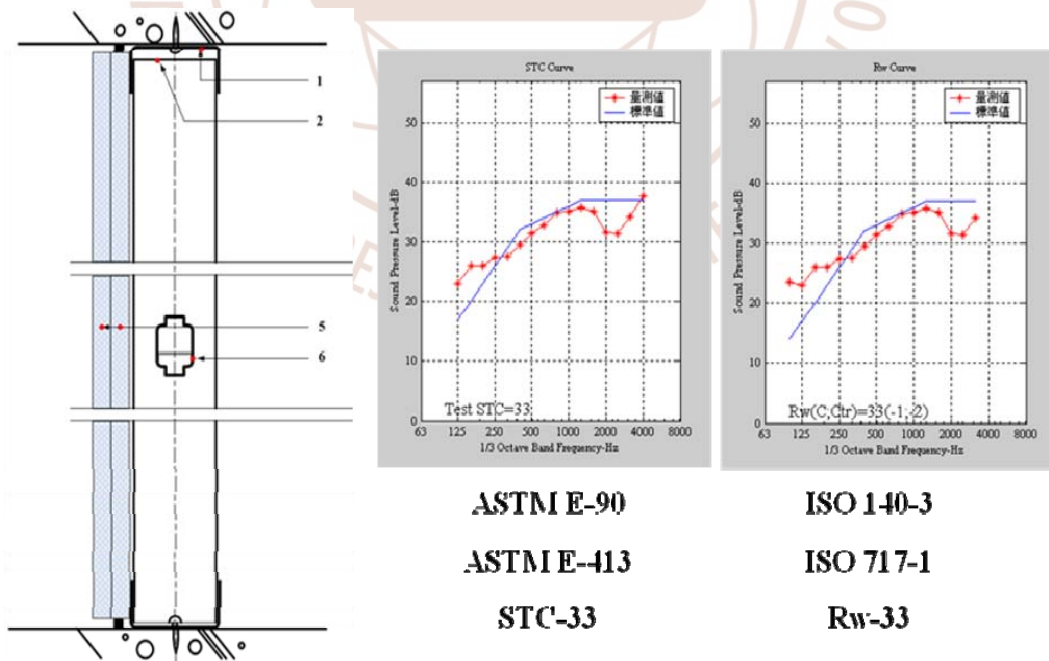 1
2
5
6
STC Curve
量測值
標準值
Sound Pressure Level-dB
50
40
30
20
10
0
Test STC=33
63 125 250 500 1000 2000 4000 8000
1/3 Octave Band Frequency-Hz
Rw Curve
量測值
標準值
Sound Pressure Level-dB
50
40
30
20
10
0
Rw(C,Ctr)=33(-1;-2)
63 125 250 500 1000 2000 4000 8000
1/3 Octave Band Frequency-Hz
ASTM E-90
ASTM E-413
STC-33
ISO 140-3
ISO 717-1
Rw-33